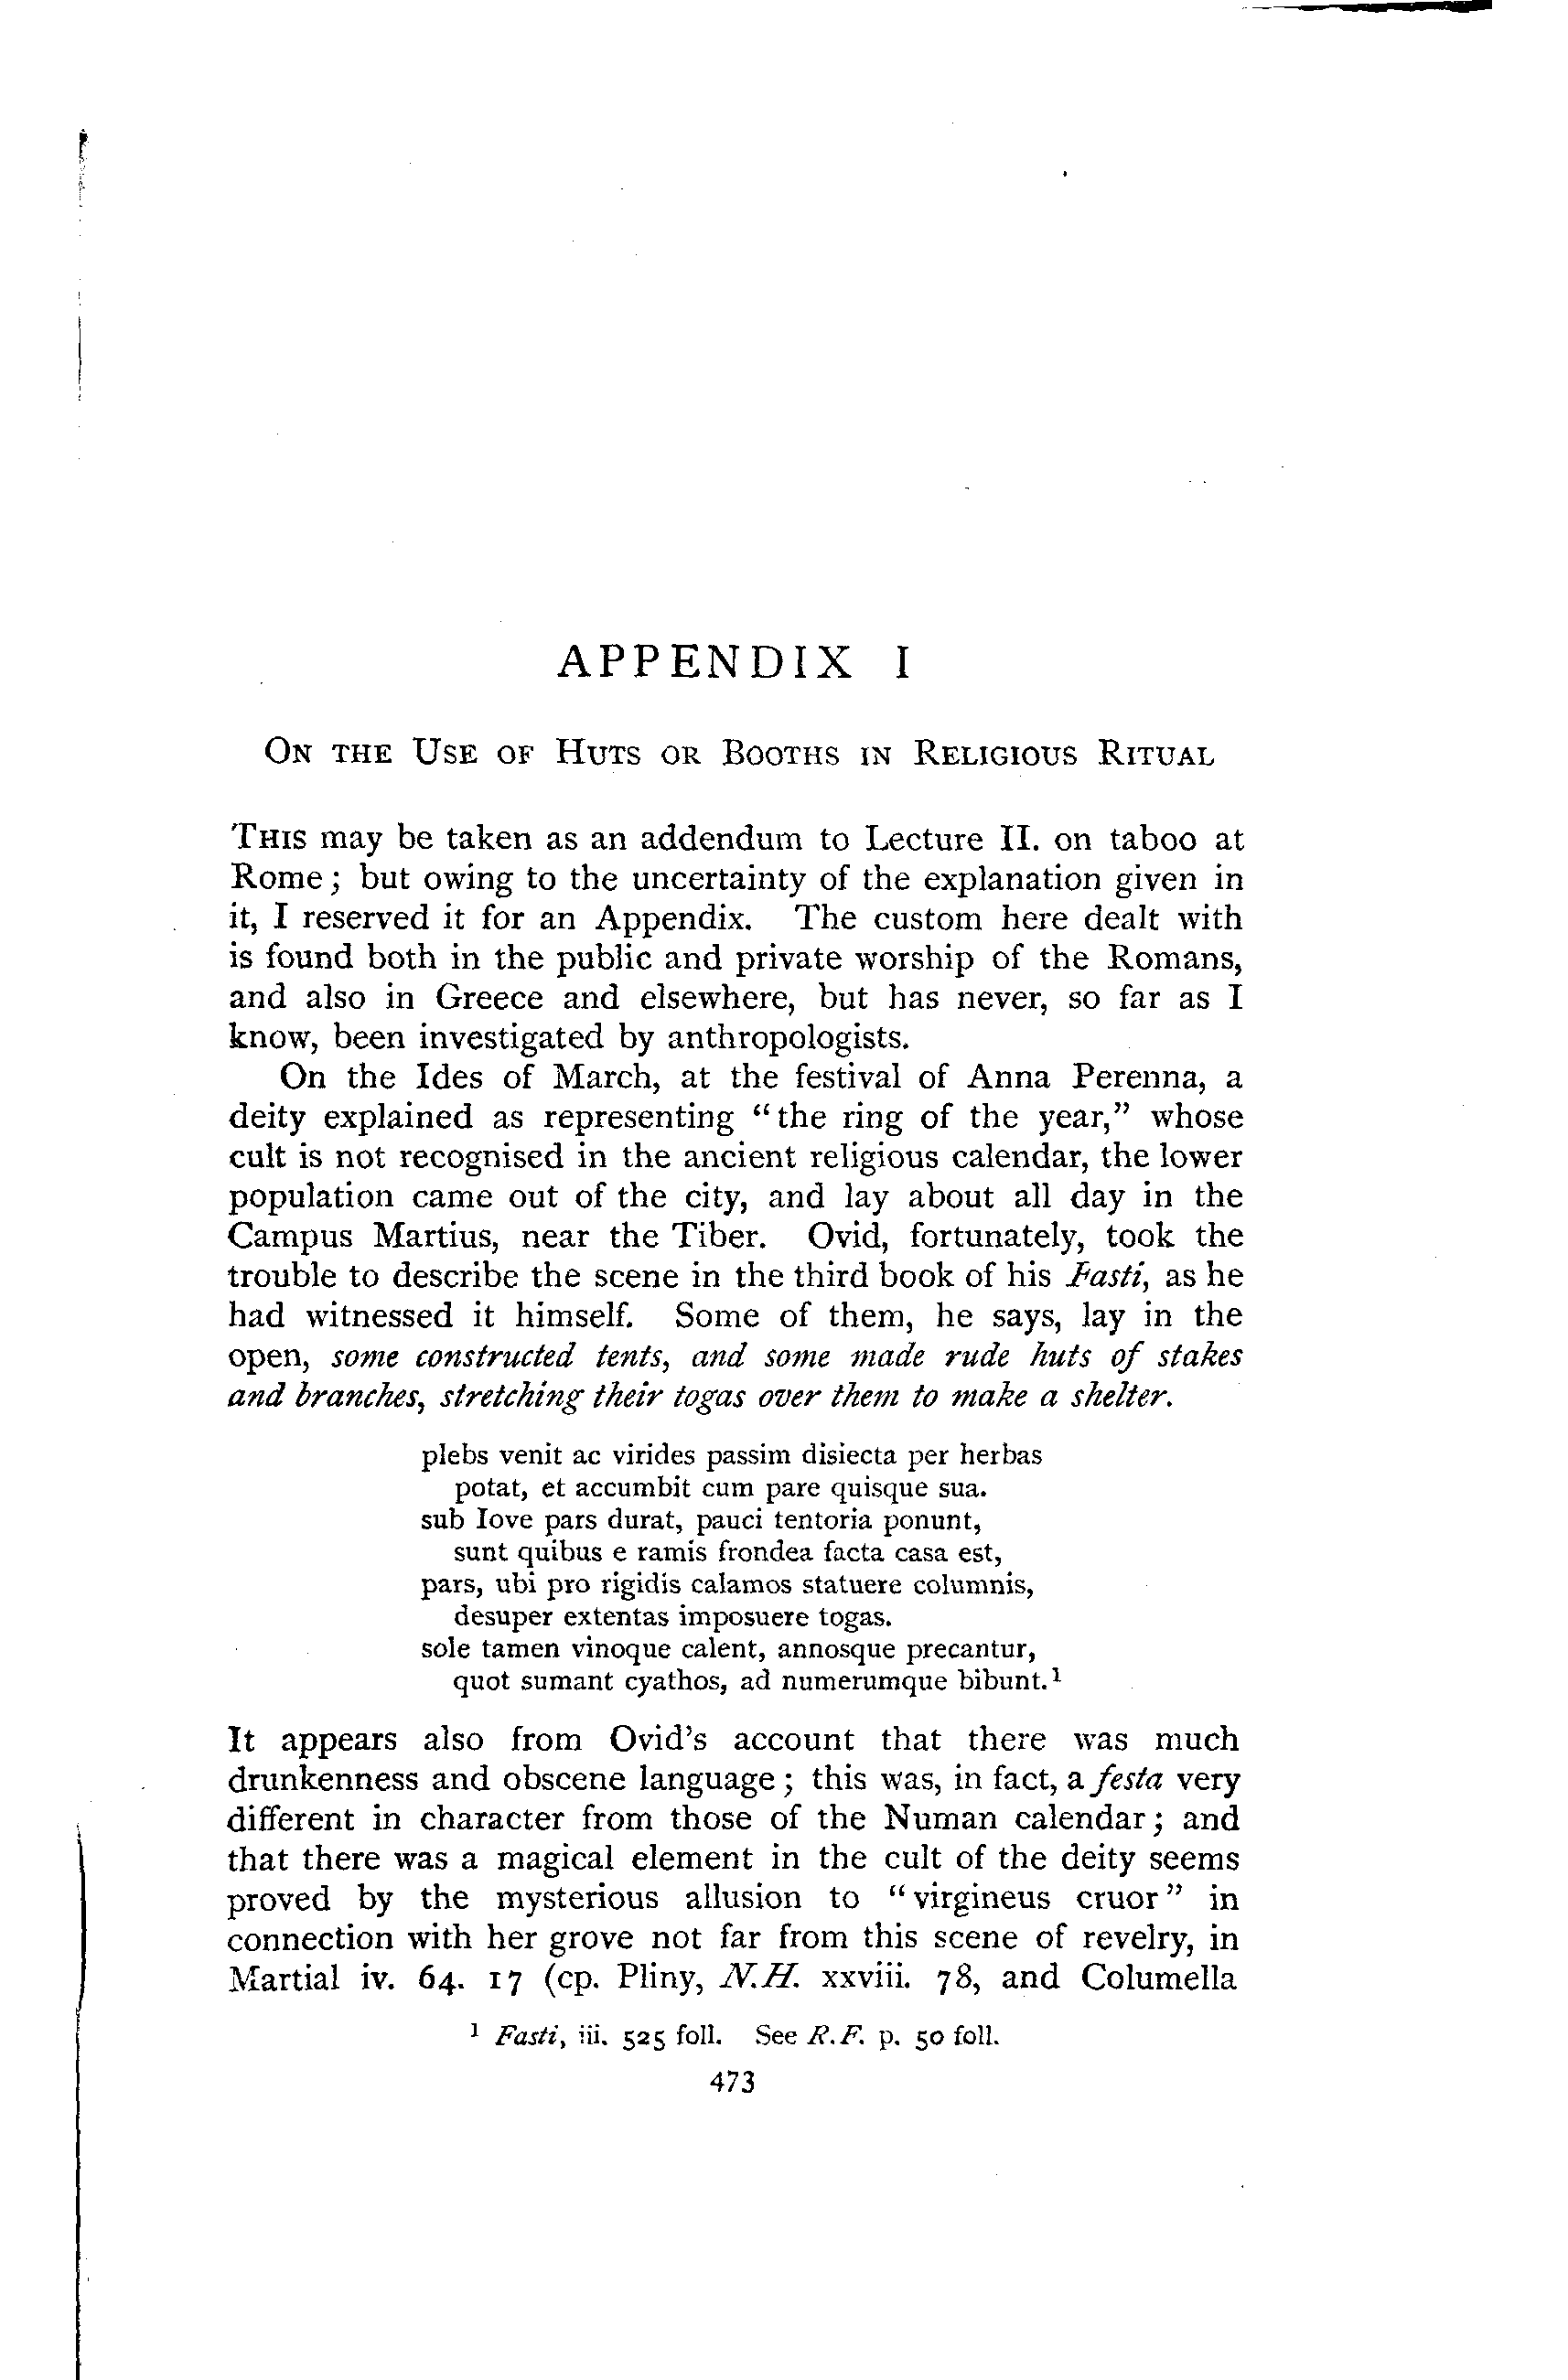 APPENDIX I
On the Use of Huts or Booths in Religious Ritual
This may be taken as an addendum to Lecture II. on taboo at
Rome; but owing to the uncertainty of the explanation given in
it, I reserved it for an Appendix. The custom here dealt with
is found both in the public and private worship of the Romans,
and also in Greece and elsewhere, but has never, so far as I
know, been investigated by anthropologists.
On the Ides of March, at the festival of Anna Perenna, a
deity explained as representing "the ring of the year," whose
cult is not recognised in the ancient religious calendar, the lower
population came out of the city, and lay about all day in the
Campus Martius, near the Tiber. Ovid, fortunately, took the
trouble to describe the scene in the third book of his Fasti, as he
had witnessed it himself. Some of them, he says, lay in the
open, some constructed tents, and some made rude huts of stakes
and branches, stretching their togas over them to make a shelter.
plebs venit ac virides passim disiecta per herbas
potat, et accumbit cum pare quisque sua.
sub Iove pars durat, pauci tentoria ponunt,
sunt quibus e ramis frondea facta casa est,
pars, ubi pro rigidis calamos statuere columnis,
desuper extentas imposuere togas.
sole tamen vinoque calent, annosque precantur,
quot sumant cyathos, ad numerumque bibunt.1
It appears also from Ovid's account that there was much
drunkenness and obscene language; this was, in fact, a festa very
different in character from those of the Numan calendar; and
that there was a magical element in the cult of the deity seems
proved by the mysterious allusion to "virgineus cruor" in
connection with her grove not far from this scene of revelry, in
Martial iv. 64. 17 (cp. Pliny, N.H. xxviii. 78, and Columella
1 Fasti, iii. 525 foll. See R.F. p. 50 foll.
473